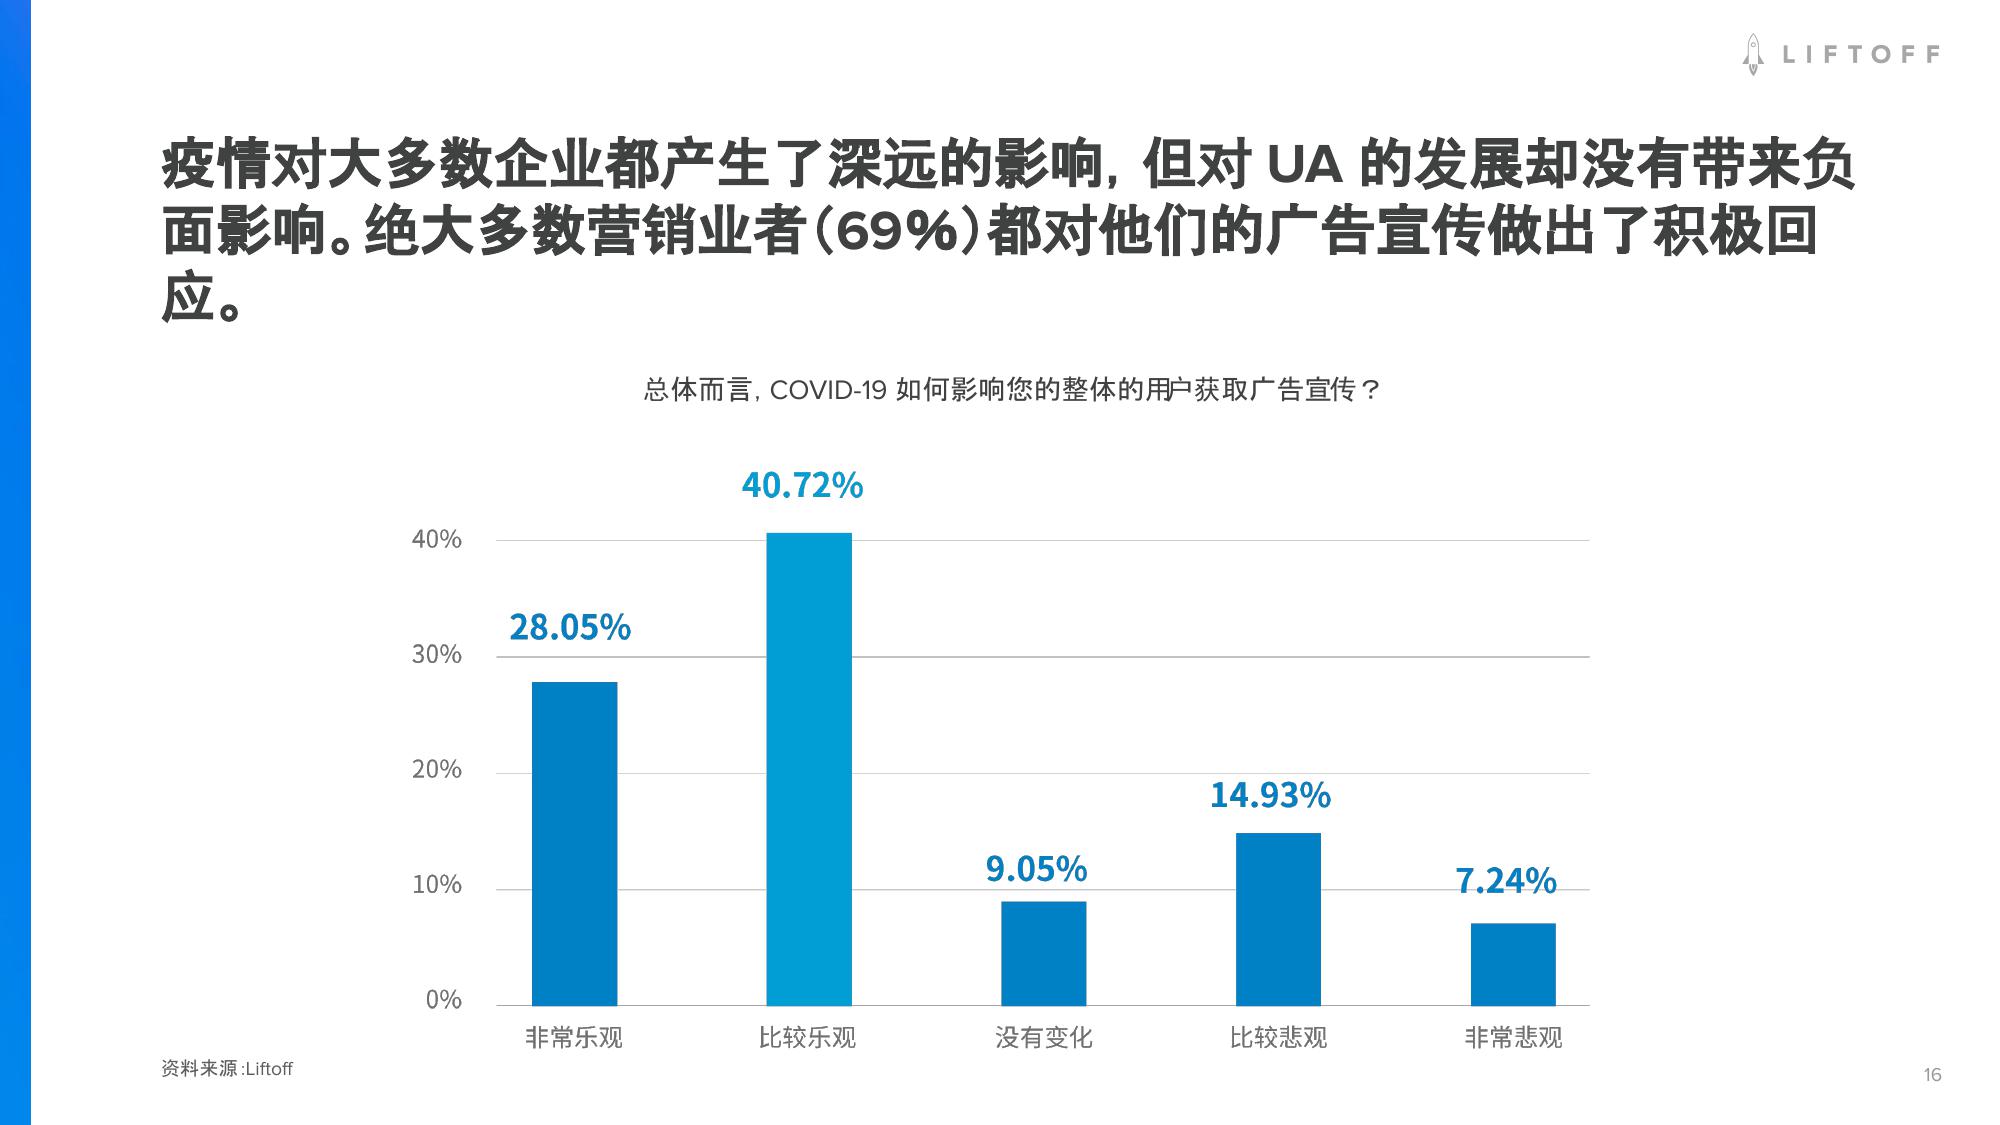 LIFTOFF
疫情对大多数企业都产生了深远的影响，但对 UA 的发展却没有带来负
面影响。绝大多数营销业者（69%）都对他们的广告宣传做出了积极回
应。
总体而言，COVID-19 如何影响您的整体的用户获取广告宣传？
40.72%
40%
28.05%
30%
20%
14.93%
9.05%
7.24%
10%
0%
非常乐观 比较乐观 没有变化 比较悲观 非常悲观
资料来源:Liftoff
16